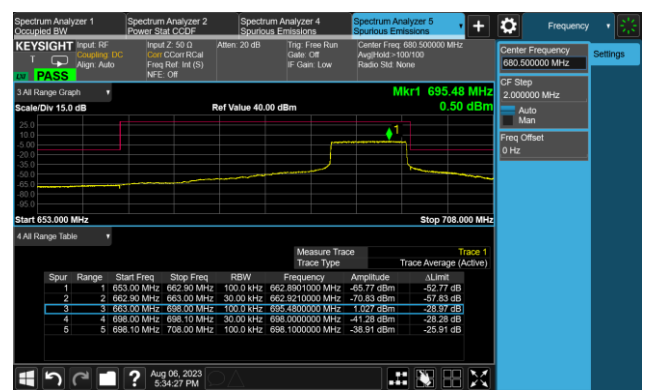 Spectrum Analyzer 1
Occupied BW
Spectrum Analyzer 2
Power Stat CCDF
Spectrum Analyzer 4
Spurious Emissions
Spectrum Analyzer 5
Spurious Emissions
+
Frequency
KEYSIGHT
T
LXI PASS
Input: RF
Coupling: DC
Align: Auto
Input Z: 50 Ω
Corr CCorr RCal
Freq Ref: Int (S)
NFE: Off
Atten: 20 dB
Trig: Free Run
Gate: Off
IF Gain: Low
Center Freq: 680.500000 MHz
Avg|Hold >100/100
Radio Std: None
Center Frequency
680.500000 MHz
Settings
CF Step
2.000000 MHz
Auto
Man
Freq Offset
0 Hz
3 All Range Graph
Scale/Div 15.0 dB
Ref Value 40.00 dBm
Mkr1 695.48 MHz
0.50 dBm
25.0
10.0
-5.00
-20.0
-35.0
-50.0
-65.0
-80.0
-95.0
1
Start 653.000 MHz
Stop 708.000 MHz
4 All Range Table
Measure Trace Trace 1
Trace Type Trace Average (Active)
Spur Range Start Freq Stop Freq RBW Frequency Amplitude ΔLimit
1 1 653.00 MHz 662.90 MHz 100.0 kHz 662.8901000 MHz -65.77 dBm -52.77 dB
2 2 662.90 MHz 663.00 MHz 30.00 kHz 662.9210000 MHz -70.83 dBm -57.83 dB
3 3 663.00 MHz 698.00 MHz 100.0 kHz 695.4800000 MHz 1.027 dBm -28.97 dB
4 4 698.00 MHz 698.10 MHz 30.00 kHz 698.0000000 MHz -41.28 dBm -28.28 dB
5 5 698.10 MHz 708.00 MHz 100.0 kHz 698.1000000 MHz -38.91 dBm -25.91 dB
?
Aug 06, 2023
5:34:27 PM